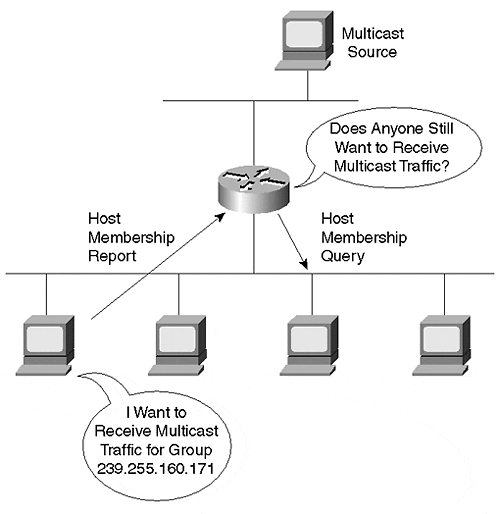 Multicast
Source
Does Anyone Still
Want to Receive
Multicast Traffic?
Host
Membership
Report
Host
Membership
Query
I Want to
Receive Multicast
Traffic for Group
239.255.160.171